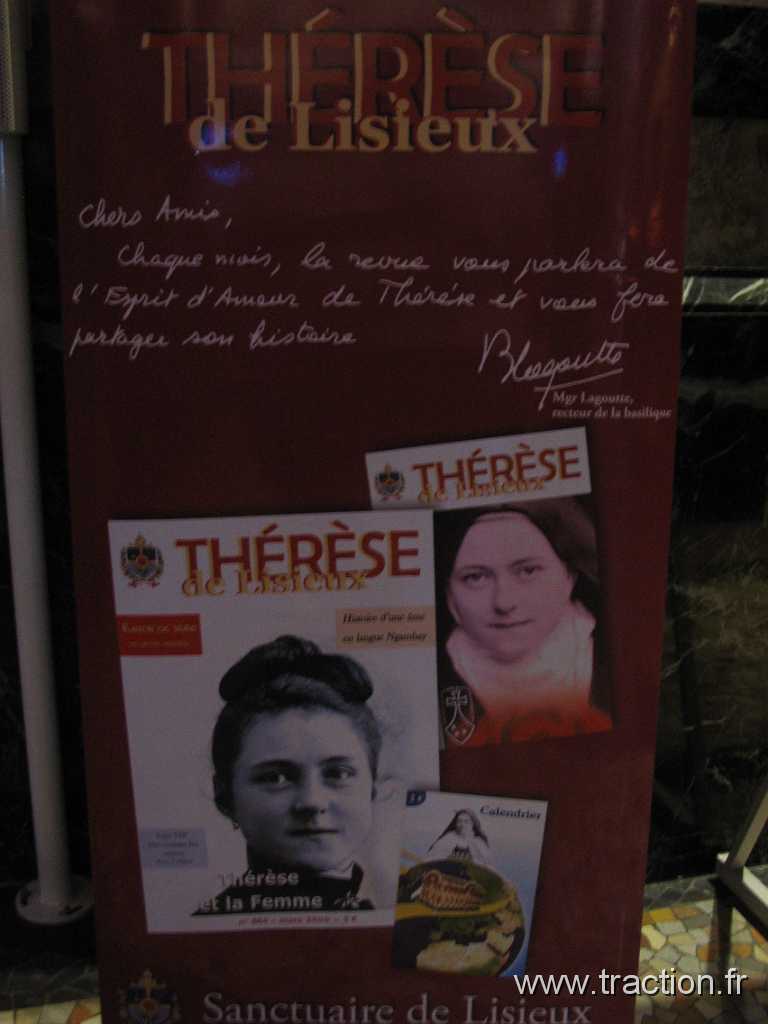 THÉRÈSE
de Lisieux
Chers Amis,
Chaque mois, la revue vous parlera de
l'Esprit d'Amour de Thérèse et vous fera
partager son histoire
Mgr Lagoutte,
recteur de la basilique
THÉRÈSE
de Lisieux
THÉRÈSE
de Lisieux
Histoire d'une âme
en langue Ngambay
Calendrier
Thérèse
et la Femme
Sanctuaire de Lisieux
www.traction.fr